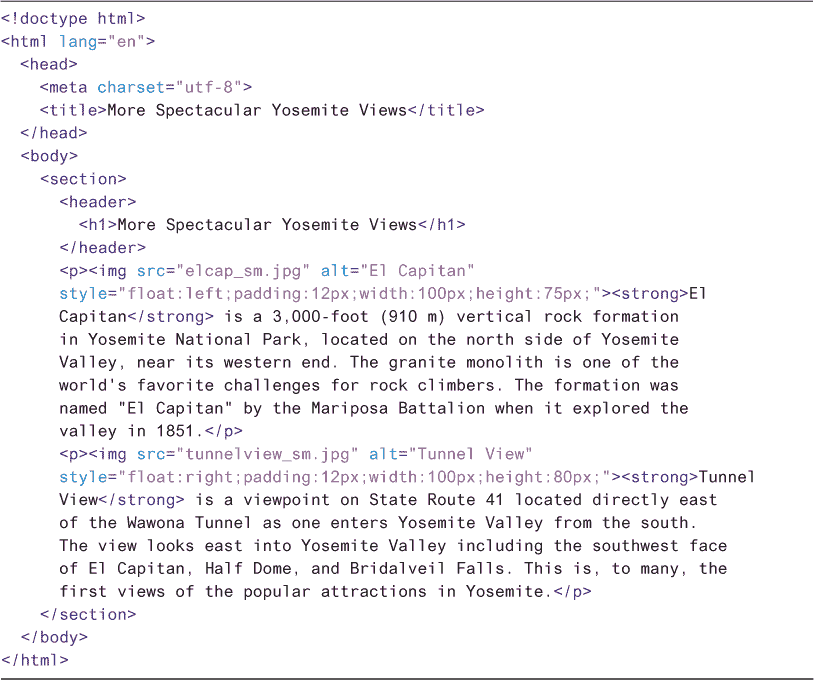 <!doctype html>
<html lang="en">
  <head>
    <meta charset="utf-8">
    <title>More Spectacular Yosemite Views</title>
  </head>
  <body>
    <section>
      <header>
        <h1>More Spectacular Yosemite Views</h1>
      </header>
      <p><img src="elcap_sm.jpg" alt="El Capitan"
      style="float:left;padding:12px;width:100px;height:75px;"><strong>El
      Capitan</strong> is a 3,000-foot (910 m) vertical rock formation
      in Yosemite National Park, located on the north side of Yosemite
      Valley, near its western end. The granite monolith is one of the
      world's favorite challenges for rock climbers. The formation was
      named "El Capitan" by the Mariposa Battalion when it explored the
      valley in 1851.</p>
      <p><img src="tunnelview_sm.jpg" alt="Tunnel View"
      style="float:right;padding:12px;width:100px;height:80px;"><strong>Tunnel
      View</strong> is a viewpoint on State Route 41 located directly east
      of the Wawona Tunnel as one enters Yosemite Valley from the south.
      The view looks east into Yosemite Valley including the southwest face
      of El Capitan, Half Dome, and Bridalveil Falls. This is, to many, the
      first views of the popular attractions in Yosemite.</p>
    </section>
  </body>
</html>